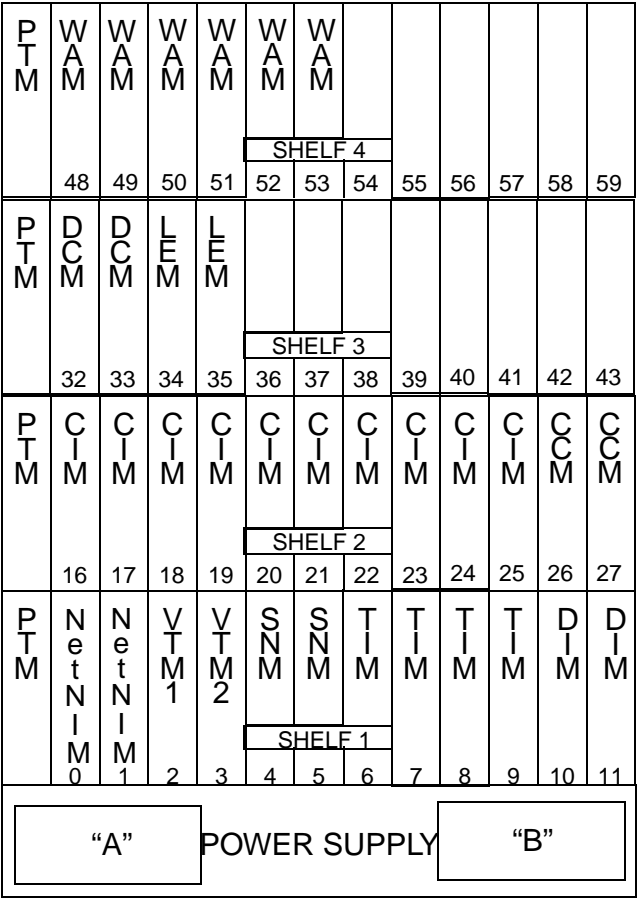 PTM WAM WAM WAM WAM WAM WAM
SHELF 4
48 49 50 51 52 53 54 55 56 57 58 59
PTM DCM DCM LEM LEM
SHELF 3
32 33 34 35 36 37 38 39 40 41 42 43
PTM CIM CIM CIM CIM CIM CIM CIM CIM CIM CIM CCM CCM
SHELF 2
16 17 18 19 20 21 22 23 24 25 26 27
PTM NetNIM NetNIM VTM1 VTM2 SNM SNM TIM TIM TIM TIM DIM DIM
SHELF 1
0 1 2 3 4 5 6 7 8 9 10 11
“A” POWER SUPPLY “B”